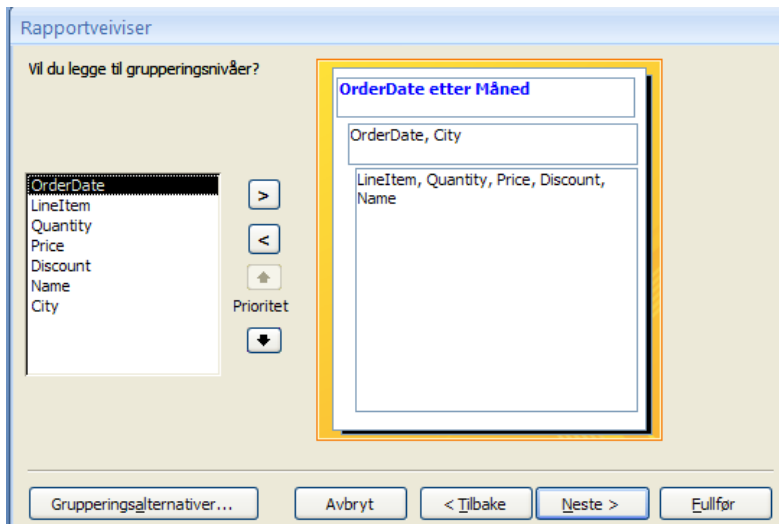 Rapportveiviser
Vil du legge til grupperingsnivåer?
OrderDate
LineItem
Quantity
Price
Discount
Name
City
>
<
Prioritet
OrderDate etter Måned
OrderDate, City
LineItem, Quantity, Price, Discount,
Name
Grupperingsalternativer...
Avbryt
< Tilbake
Neste >
Fullfør